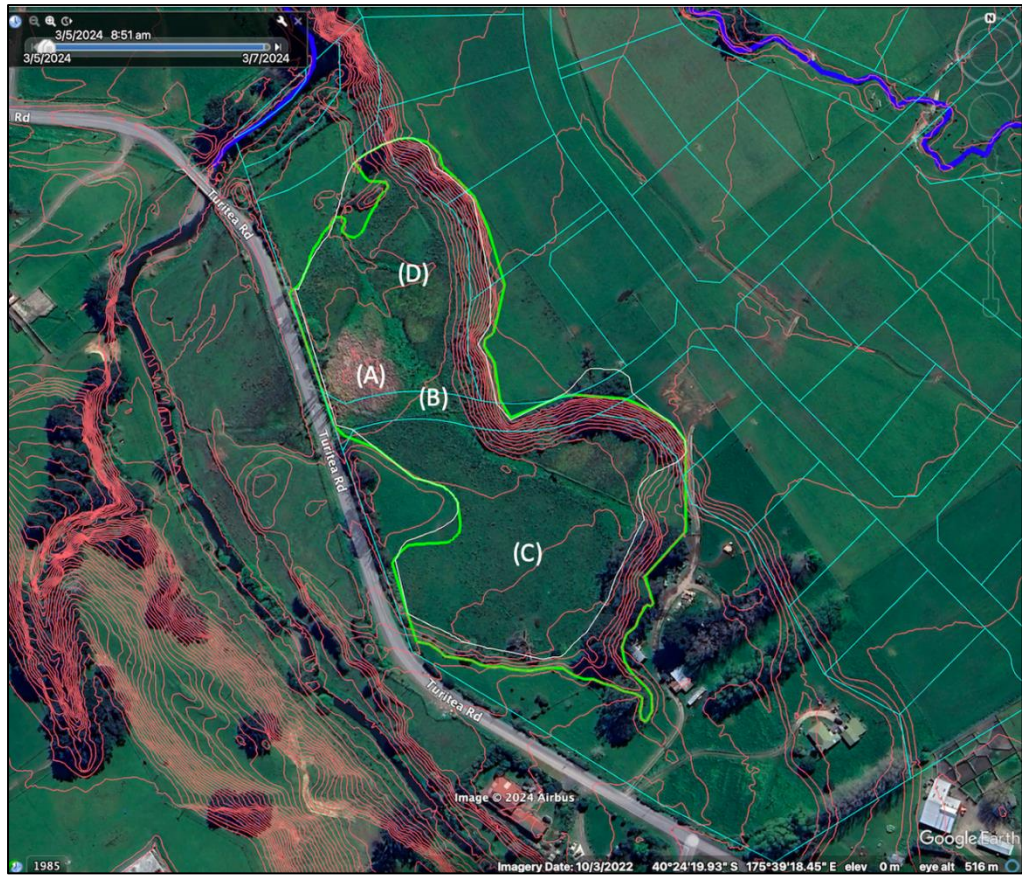 3/5/2024 8:51 am
3/5/2024 3/7/2024
N
Rd
Turitea Rd
(D)
(A)
(B)
Turitea Rd
(C)
Turitea Rd
Image © 2024 Airbus
Google Earth
1985
Imagery Date: 10/3/2022 40°24'19.93" S 175°39'18.45" E elev 0 m eye alt 516 m